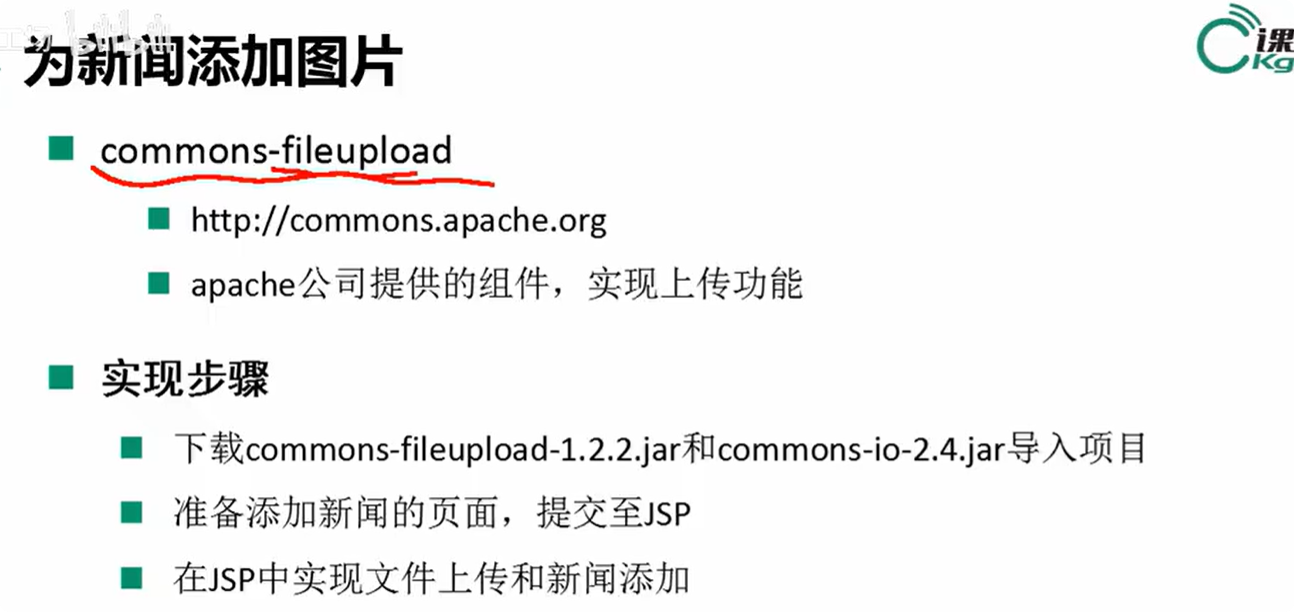 为新闻添加图片
课
Kg
commons-fileupload
http://commons.apache.org
apache公司提供的组件，实现上传功能
实现步骤
下载commons-fileupload-1.2.2.jar和commons-io-2.4.jar导入项目
准备添加新闻的页面，提交至JSP
在JSP中实现文件上传和新闻添加